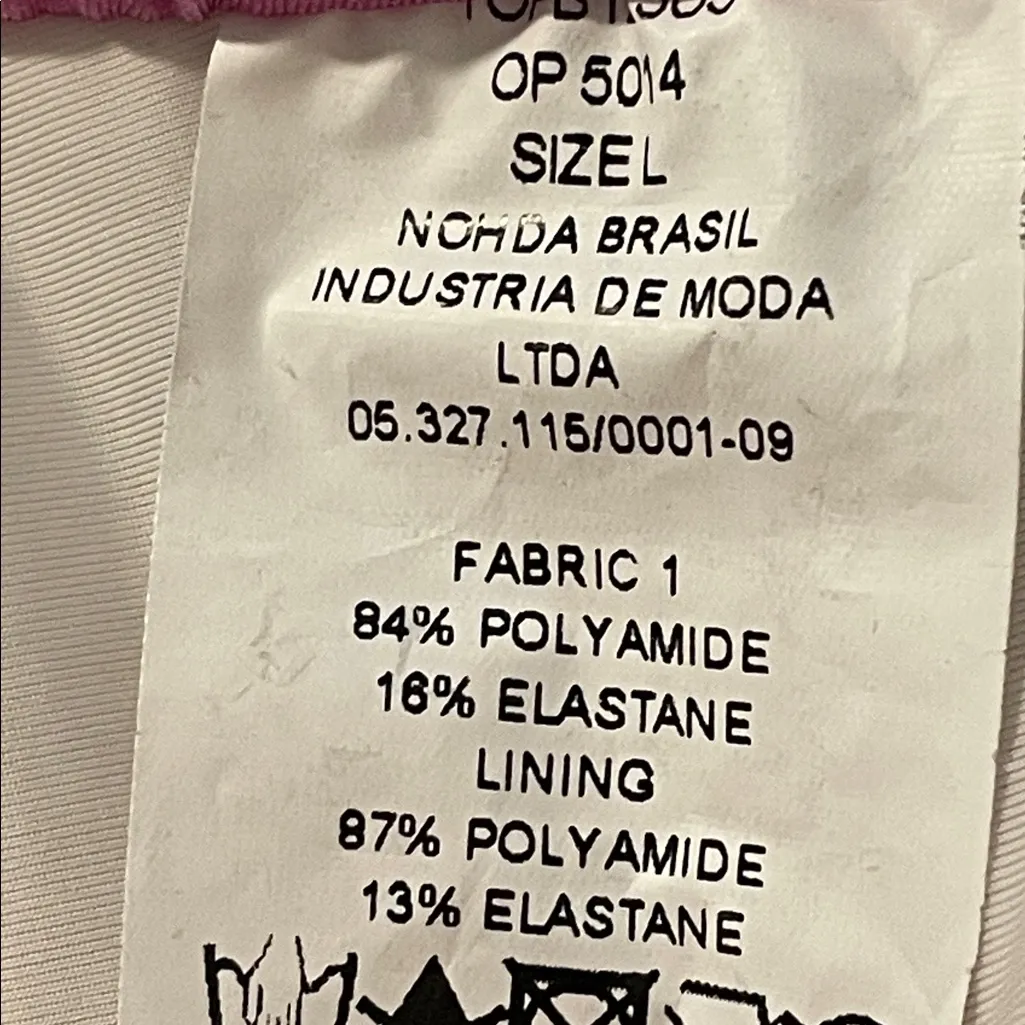 OP 5014
SIZE L
NOHDA BRASIL
INDUSTRIA DE MODA
LTDA
05.327.115/0001-09
FABRIC 1
84% POLYAMIDE
16% ELASTANE
LINING
87% POLYAMIDE
13% ELASTANE